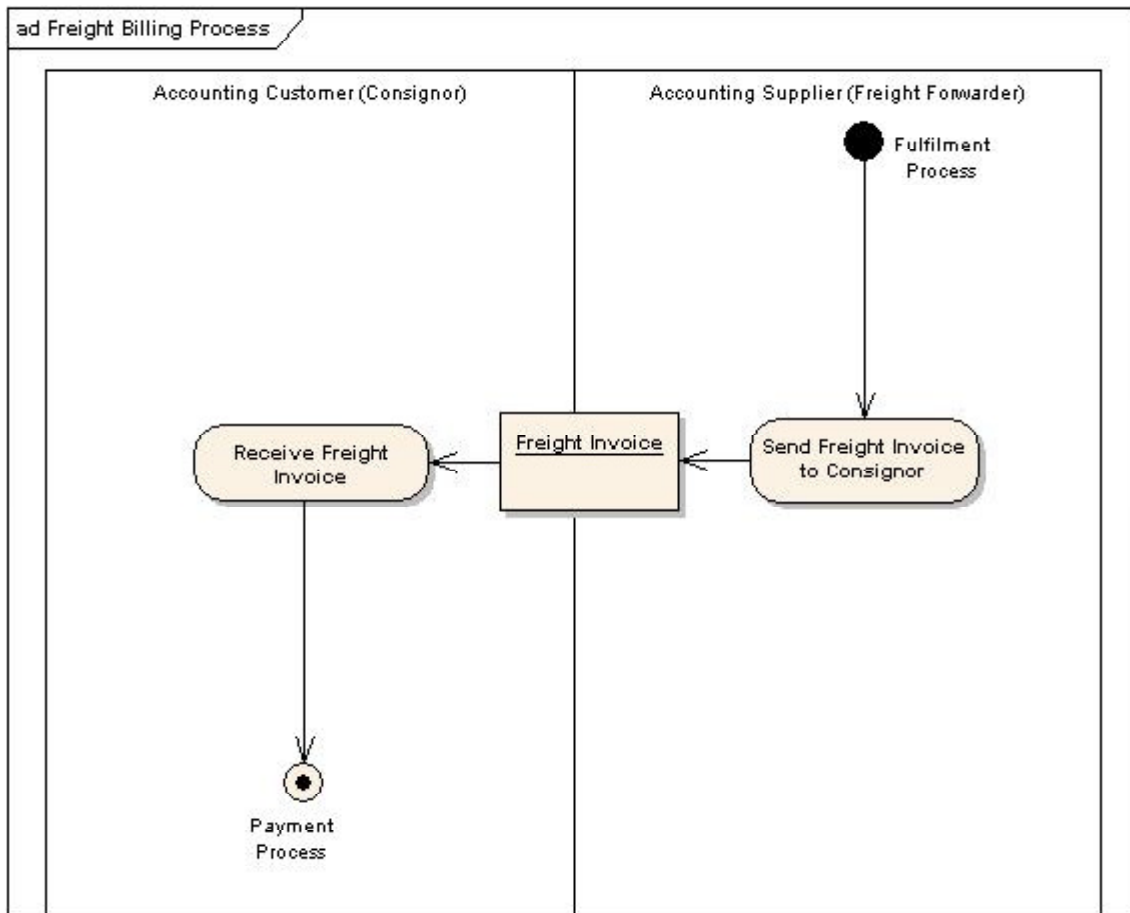 ad Freight Billing Process
Accounting Customer (Consignor)
Accounting Supplier (Freight Forwarder)
Fulfilment
Process
Receive Freight
Invoice
Freight Invoice
Send Freight Invoice
to Consignor
Payment
Process